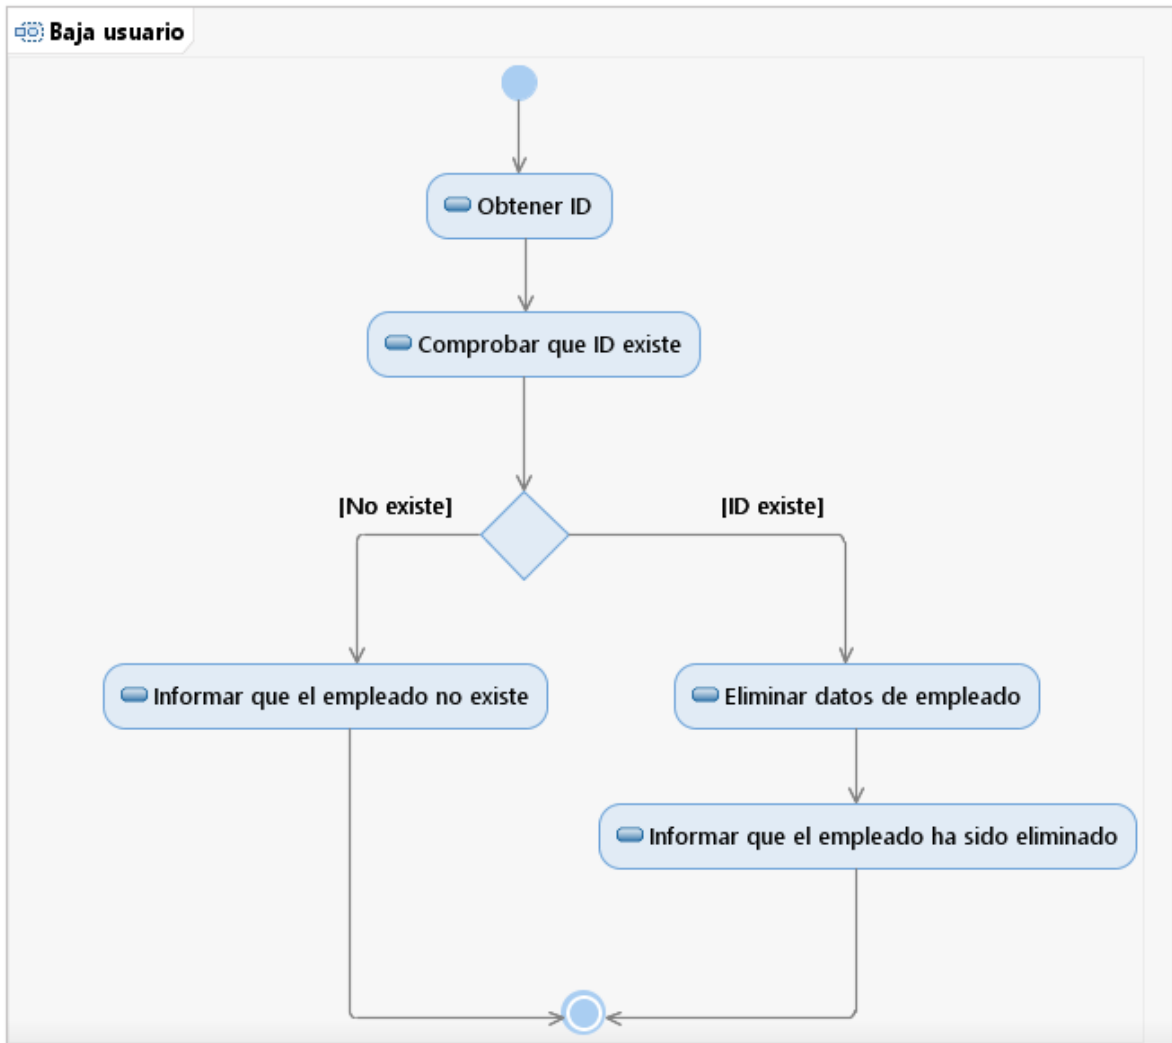 Baja usuario
Obtener ID
Comprobar que ID existe
[No existe]
[ID existe]
Informar que el empleado no existe
Eliminar datos de empleado
Informar que el empleado ha sido eliminado